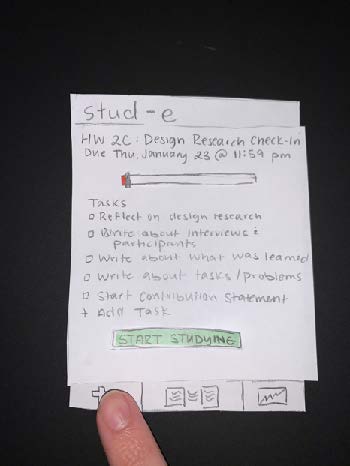 stud-e
HW 2C: Design Research Check-in
Due Thu, January 23 @ 11:59 pm
Tasks
Reflect on design research
Write about interviews &
participants
Write about what was learned
Write about tasks/problems
Start Contribution Statement
+ Add Task
START STUDYING